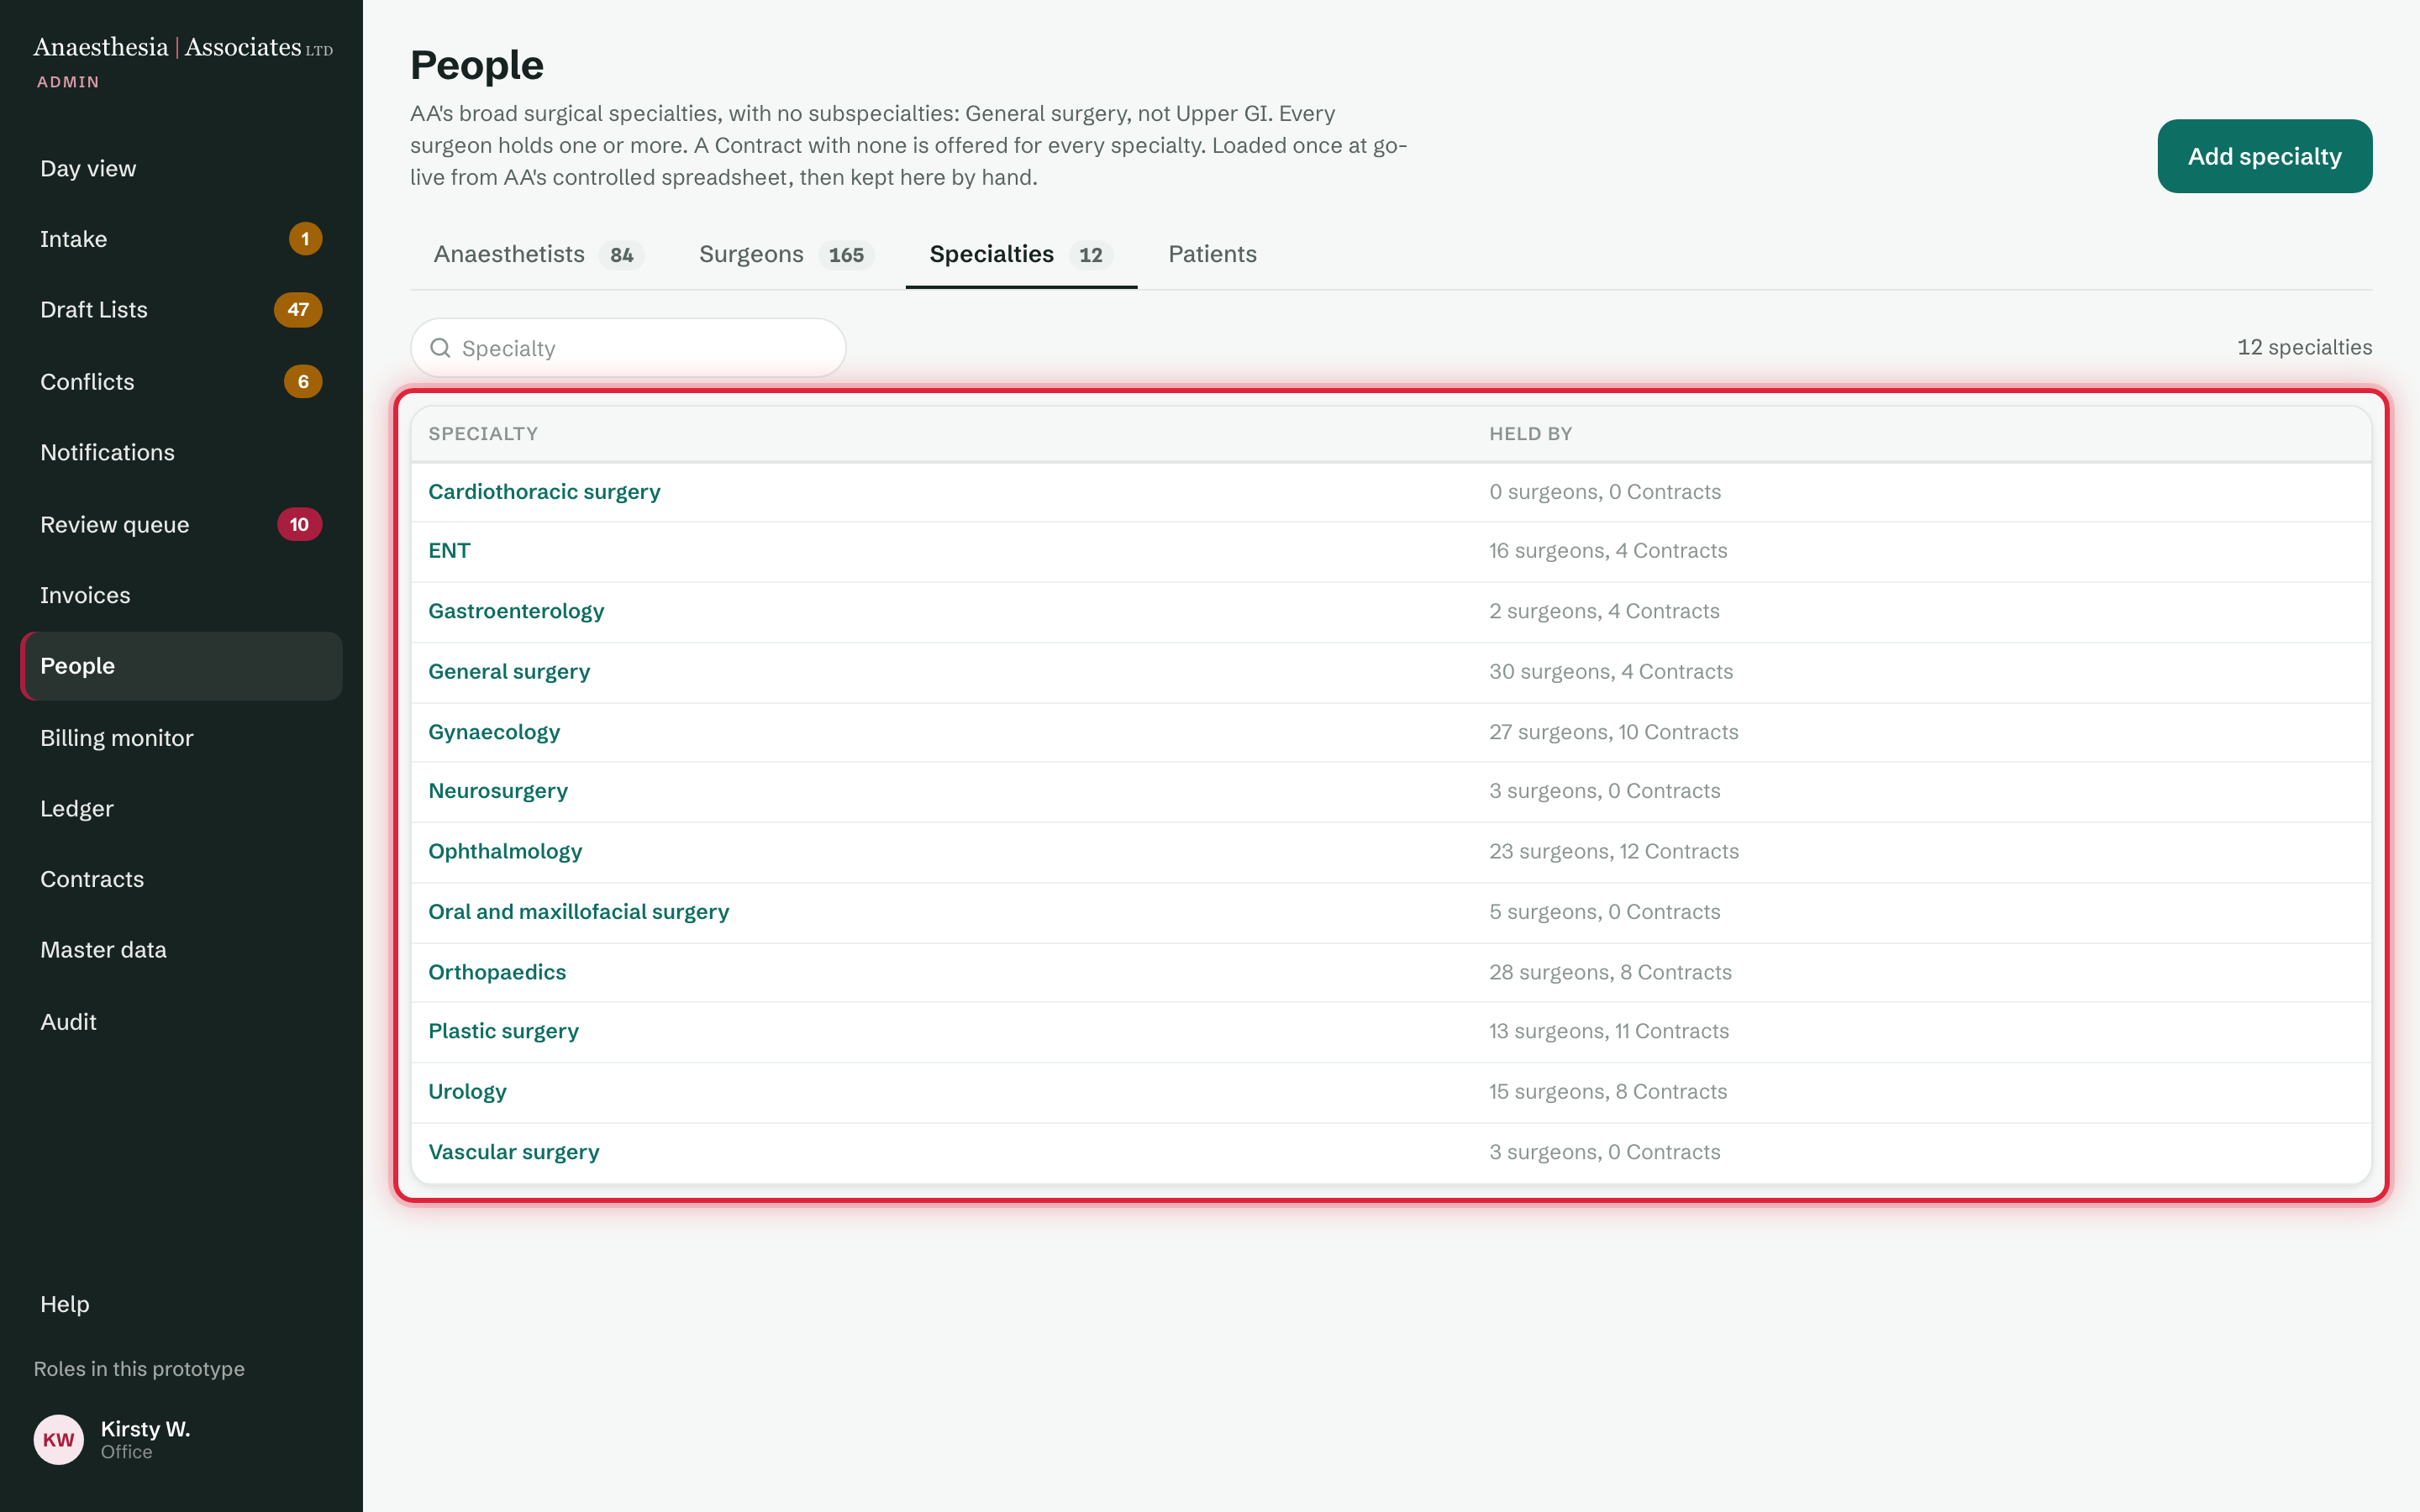 Anaesthesia | Associates LTD
ADMIN
Day view
Intake 1
Draft Lists 47
Conflicts 6
Notifications
Review queue 10
Invoices
People
Billing monitor
Ledger
Contracts
Master data
Audit
Help
Roles in this prototype
KW Kirsty W.
Office
People
AA's broad surgical specialties, with no subspecialties: General surgery, not Upper GI. Every
surgeon holds one or more. A Contract with none is offered for every specialty. Loaded once at go-
live from AA's controlled spreadsheet, then kept here by hand.
Add specialty
Anaesthetists 84 Surgeons 165 Specialties 12 Patients
Specialty
12 specialties
SPECIALTY HELD BY
Cardiothoracic surgery 0 surgeons, 0 Contracts
ENT 16 surgeons, 4 Contracts
Gastroenterology 2 surgeons, 4 Contracts
General surgery 30 surgeons, 4 Contracts
Gynaecology 27 surgeons, 10 Contracts
Neurosurgery 3 surgeons, 0 Contracts
Ophthalmology 23 surgeons, 12 Contracts
Oral and maxillofacial surgery 5 surgeons, 0 Contracts
Orthopaedics 28 surgeons, 8 Contracts
Plastic surgery 13 surgeons, 11 Contracts
Urology 15 surgeons, 8 Contracts
Vascular surgery 3 surgeons, 0 Contracts